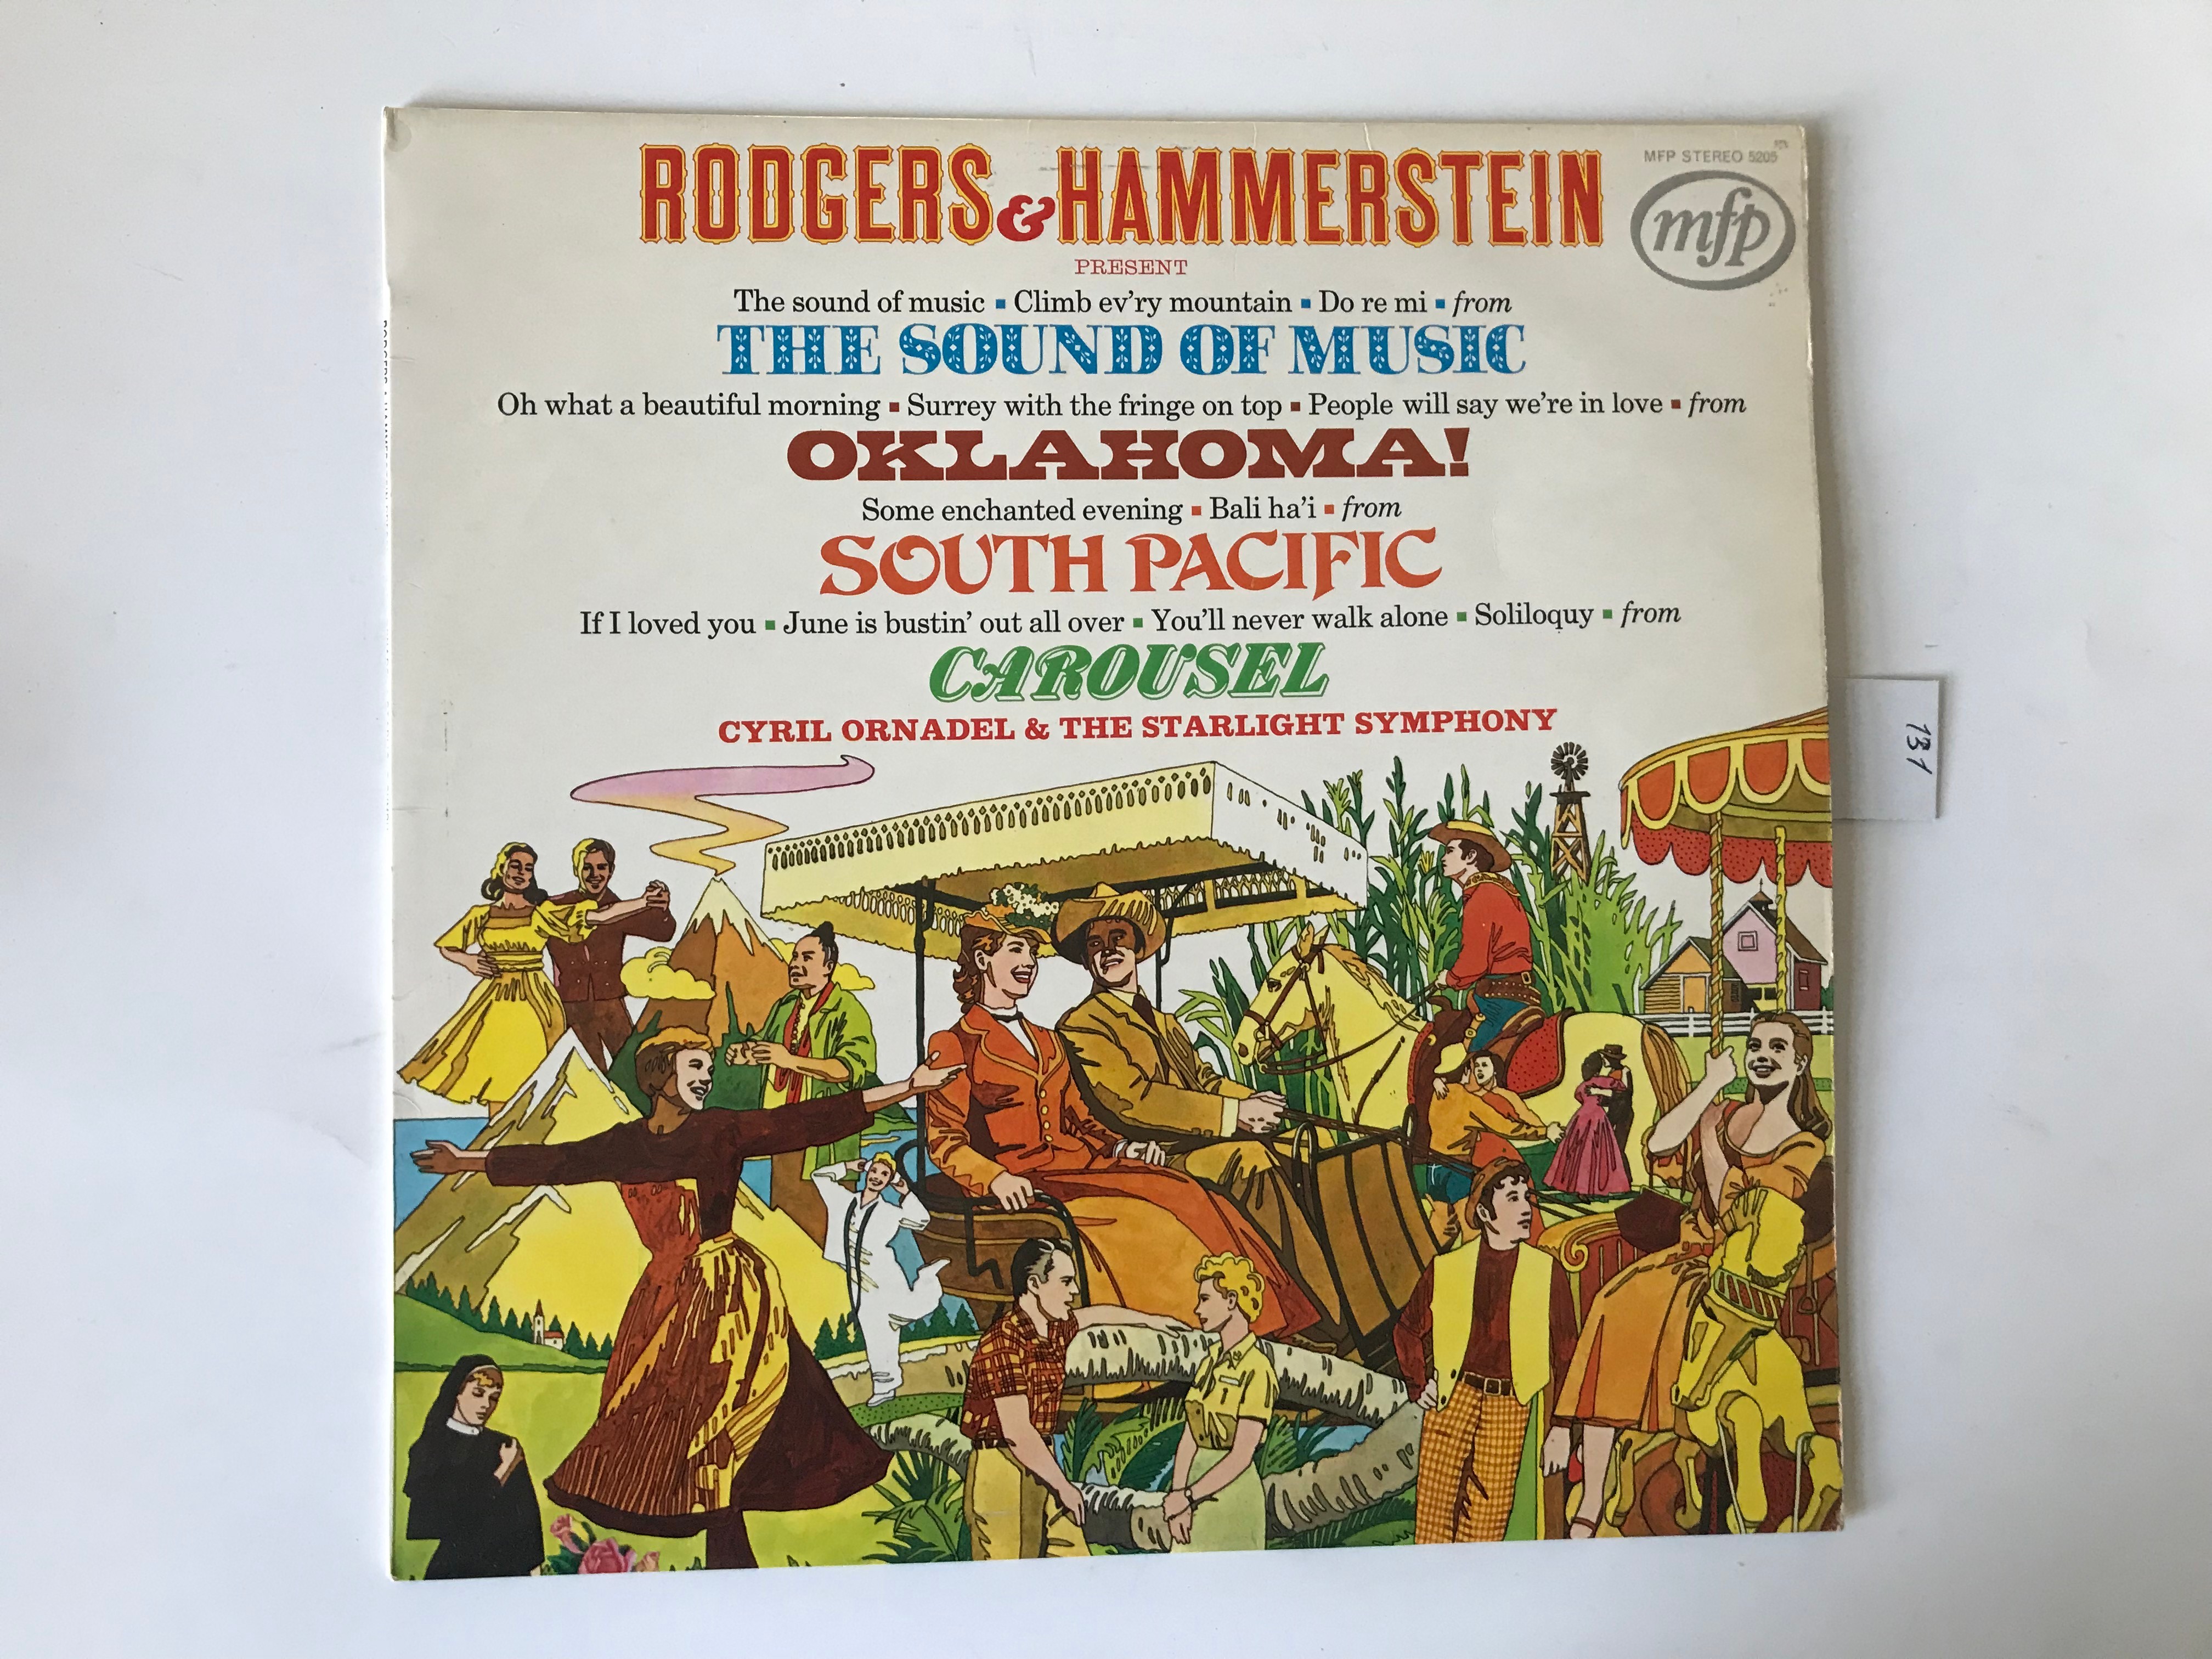 MFP STEREO 5205
RODGERS & HAMMERSTEIN
mfp
PRESENT
The sound of music ▪ Climb ev'ry mountain ▪ Do re mi ▪ from
THE SOUND OF MUSIC
Oh what a beautiful morning ▪ Surrey with the fringe on top ▪ People will say we're in love ▪ from
OKLAHOMA!
Some enchanted evening ▪ Bali ha'i ▪ from
SOUTH PACIFIC
If I loved you ▪ June is bustin' out all over ▪ You'll never walk alone ▪ Soliloquy ▪ from
CAROUSEL
CYRIL ORNADEL & THE STARLIGHT SYMPHONY
131